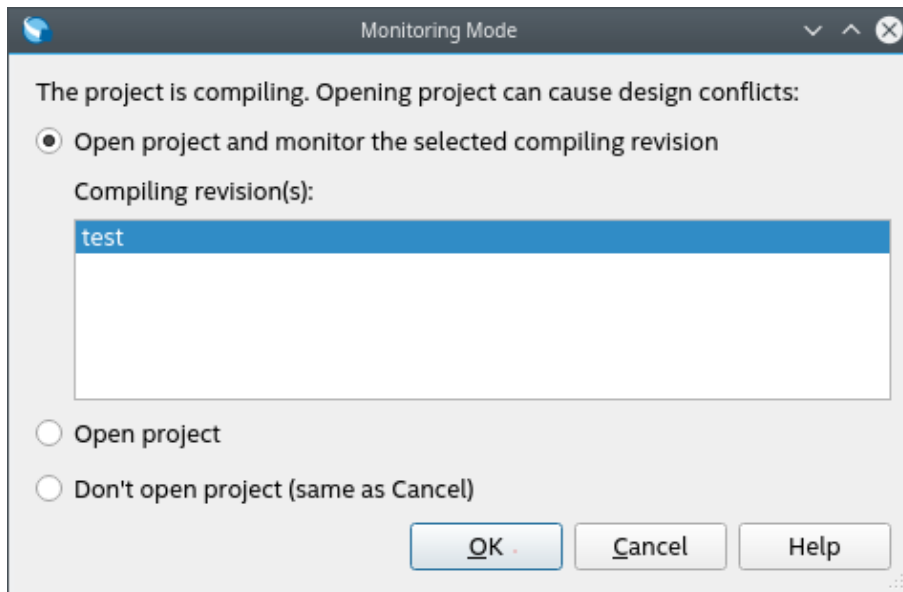 Monitoring Mode
The project is compiling. Opening project can cause design conflicts:
Open project and monitor the selected compiling revision
Compiling revision(s):
test
Open project
Don't open project (same as Cancel)
OK Cancel Help